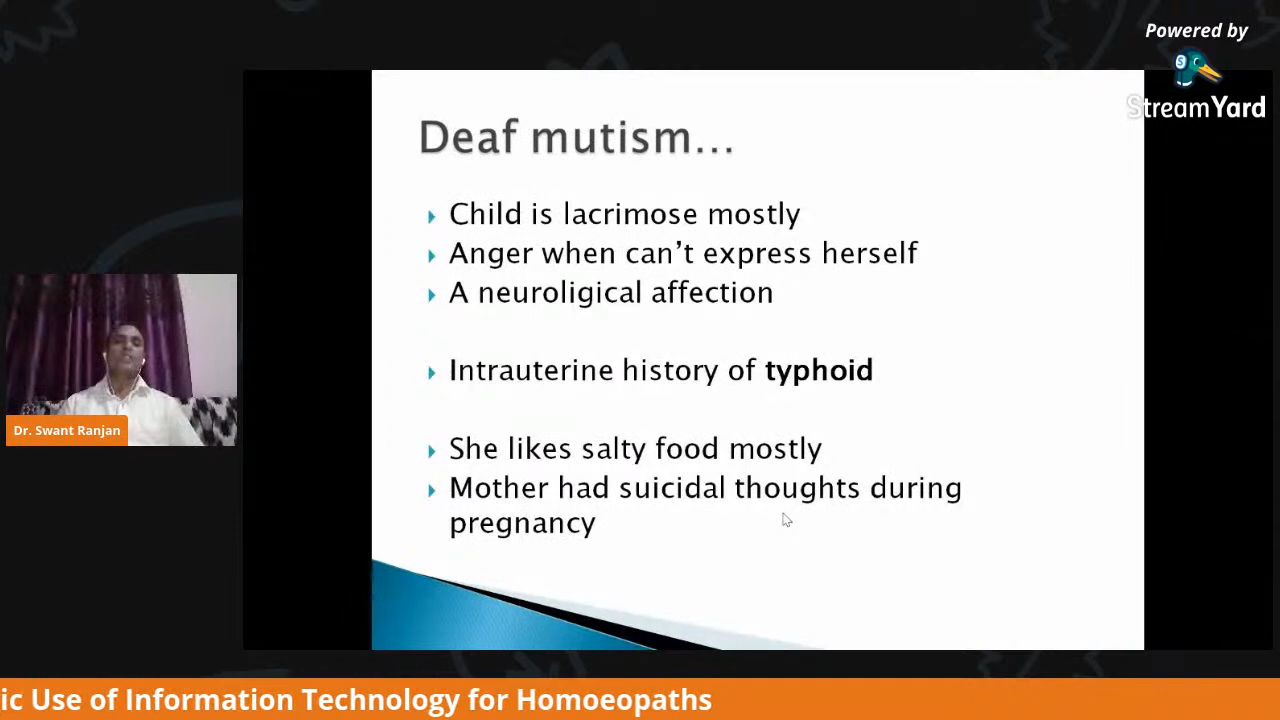 Powered by
StreamYard
Deaf mutism...
Child is lacrimose mostly
Anger when can't express herself
A neuroligical affection
Intrauterine history of typhoid
She likes salty food mostly
Mother had suicidal thoughts during
pregnancy
Dr. Swant Ranjan
ic Use of Information Technology for Homoeopaths